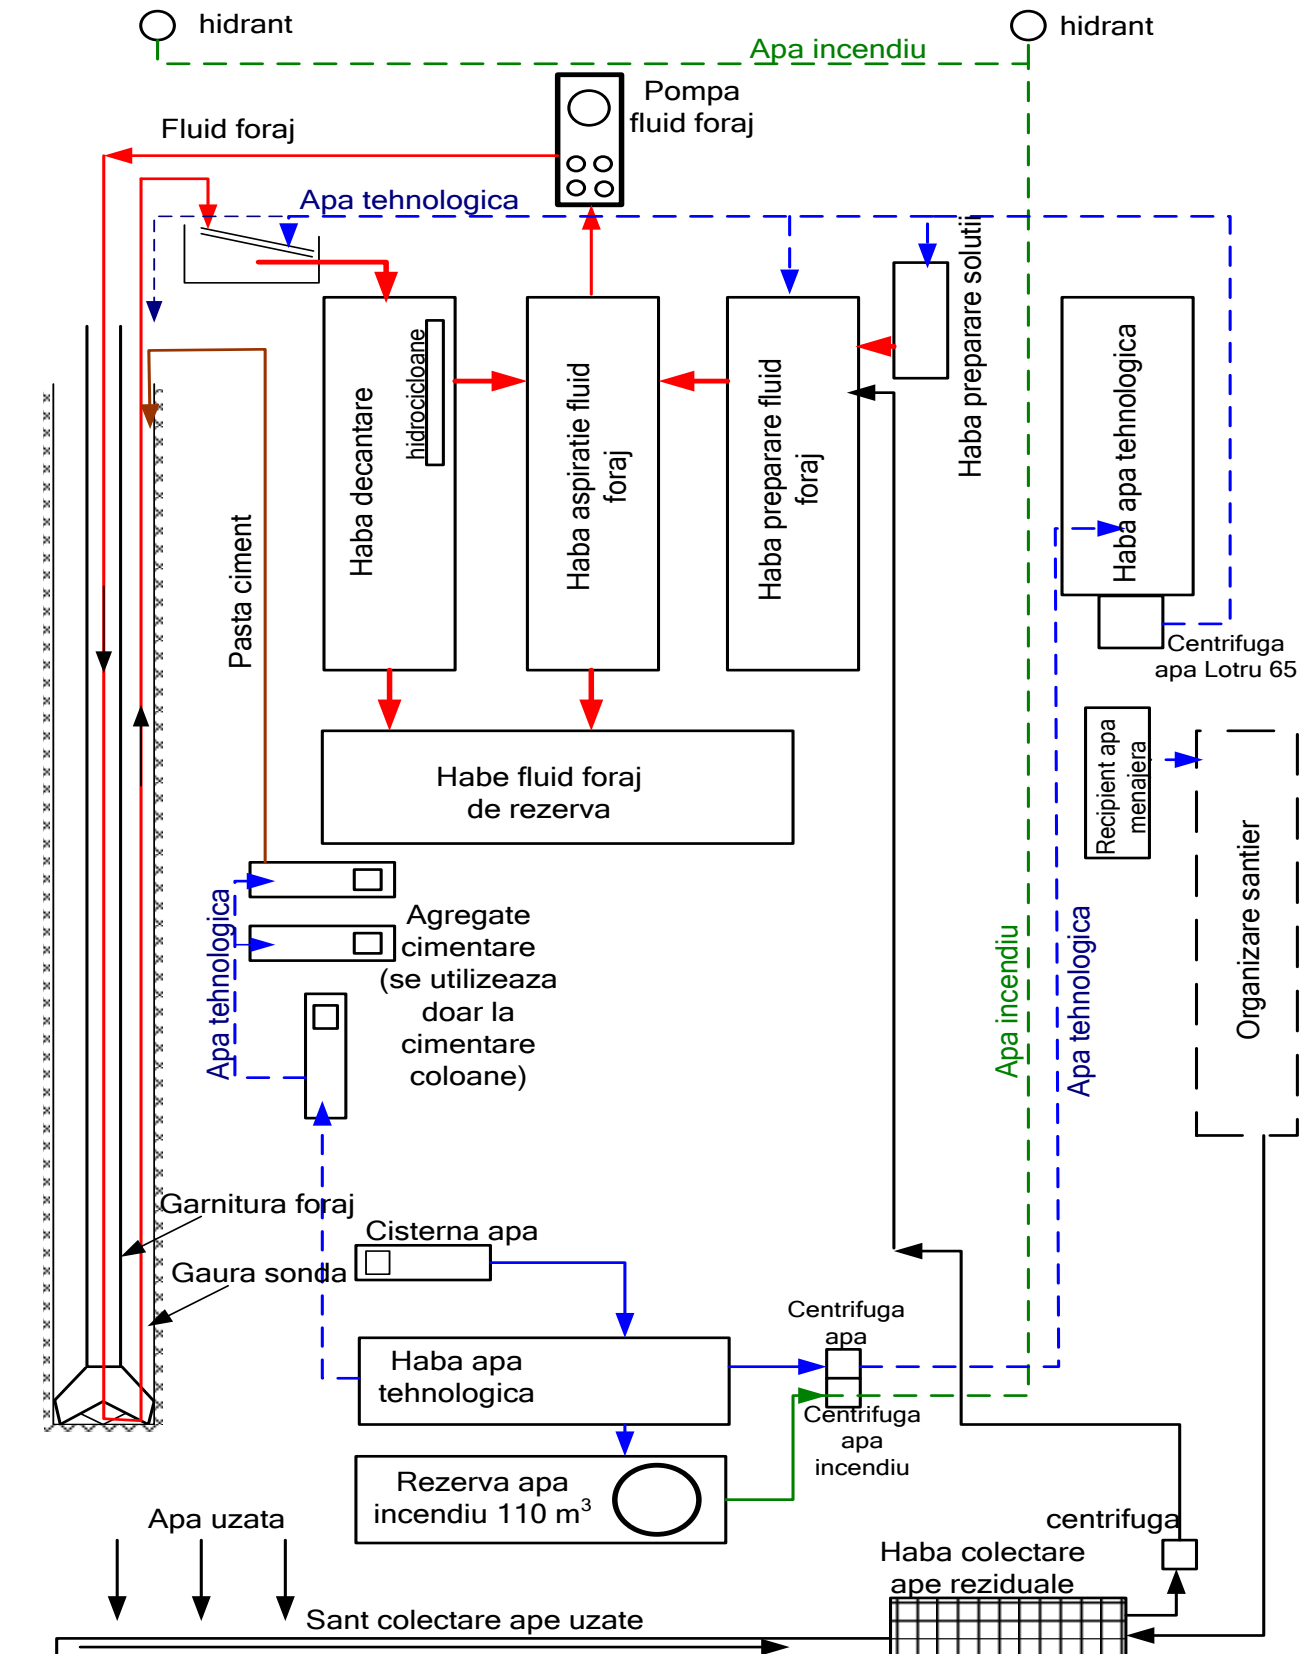 hidrant
hidrant
Apa incendiu
Pompa
fluid foraj
Fluid foraj
Apa tehnologica
Haba preparare solutii
hidrocicloane
Haba decantare
Haba aspiratie fluid
foraj
Haba preparare fluid
foraj
Haba apa tehnologica
Pasta ciment
Centrifuga
apa Lotru 65
Recipient apa
menajera
Habe fluid foraj
de rezerva
Organizare santier
Apa tehnologica
Agregate
cimentare
(se utilizeaza
doar la
cimentare
coloane)
Apa incendiu
Apa tehnologica
Garnitura foraj
Cisterna apa
Gaura sonda
Centrifuga
apa
Haba apa
tehnologica
Centrifuga
apa
incendiu
Rezerva apa
incendiu 110 m³
Apa uzata
centrifuga
Haba colectare
ape reziduale
Sant colectare ape uzate